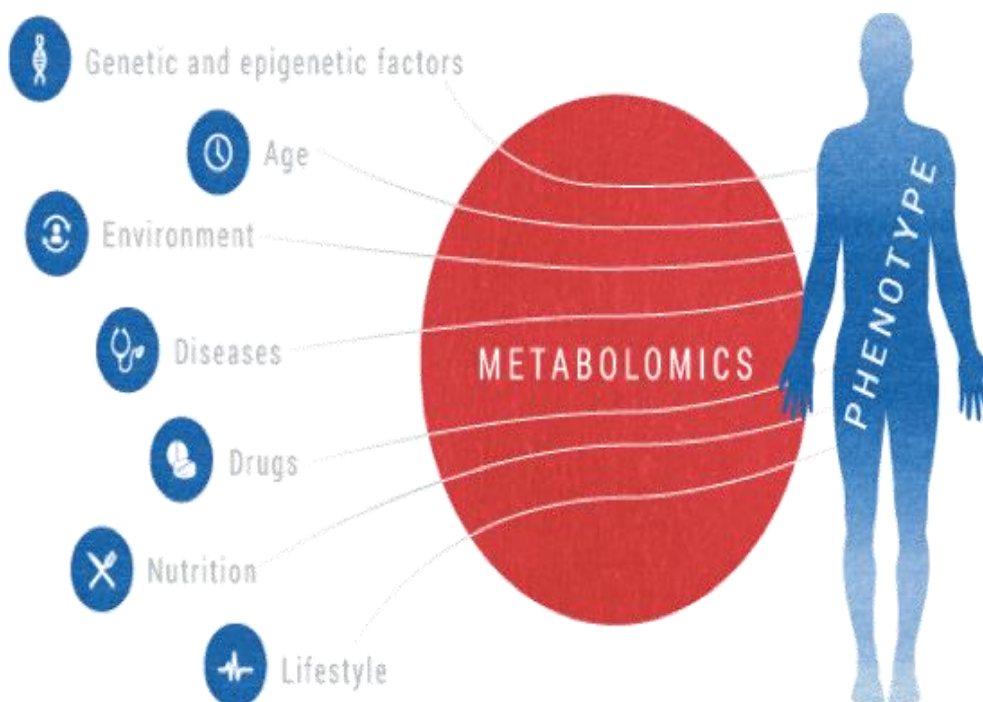 Genetic and epigenetic factors
Age
Environment
Diseases
METABOLOMICS
PHENOTYPE
Drugs
Nutrition
Lifestyle